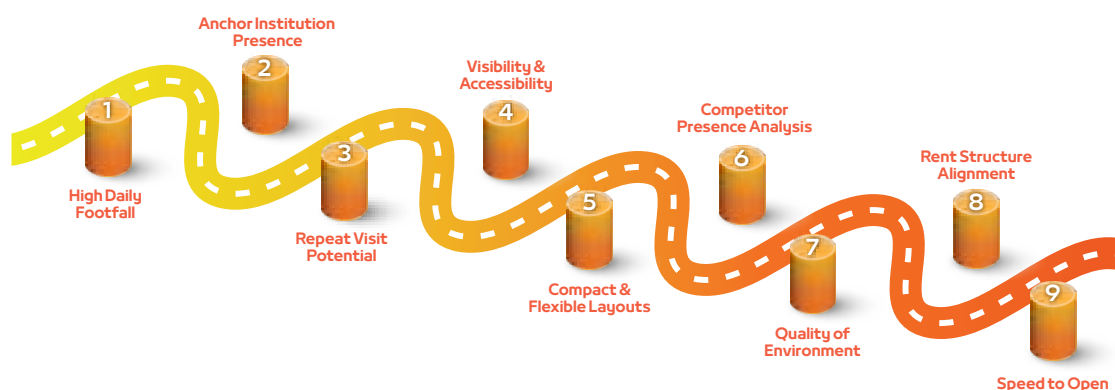 1
High Daily
Footfall
Anchor Institution
Presence
2
3
Repeat Visit
Potential
Visibility &
Accessibility
4
5
Compact &
Flexible Layouts
Competitor
Presence Analysis
6
7
Quality of
Environment
Rent Structure
Alignment
8
9
Speed to Open